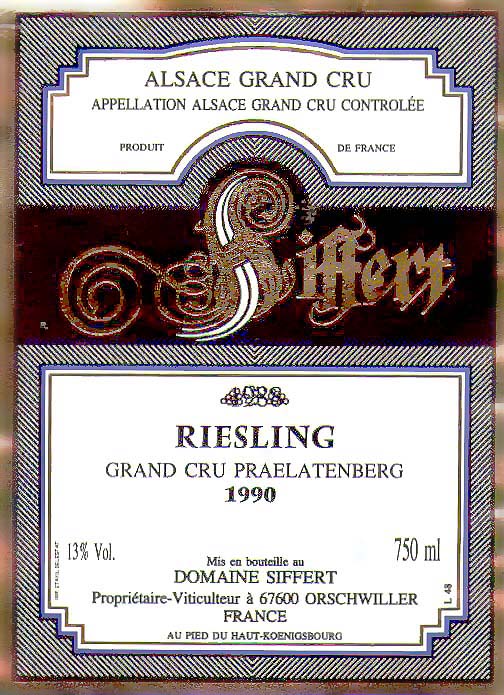 ALSACE GRAND CRU
APPELLATION ALSACE GRAND CRU CONTROLÉE
PRODUIT DE FRANCE
Siffert
RIESLING
GRAND CRU PRAELATENBERG
1990
13% Vol.
750 ml
Mis en bouteille au
DOMAINE SIFFERT
Propriétaire-Viticulteur à 67600 ORSCHWILLER
FRANCE
AU PIED DU HAUT-KOENIGSBOURG
L 48